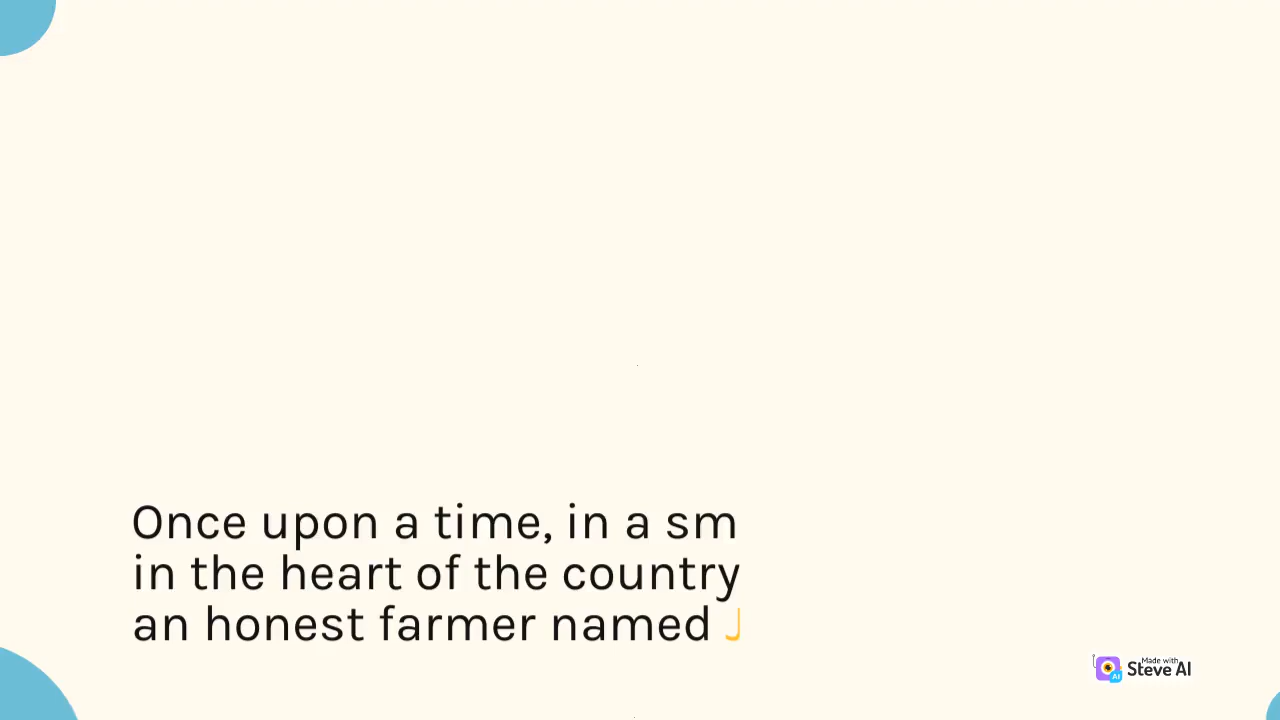 Once upon a time, in a sm
in the heart of the country
an honest farmer named J
Made with
Steve AI
AI